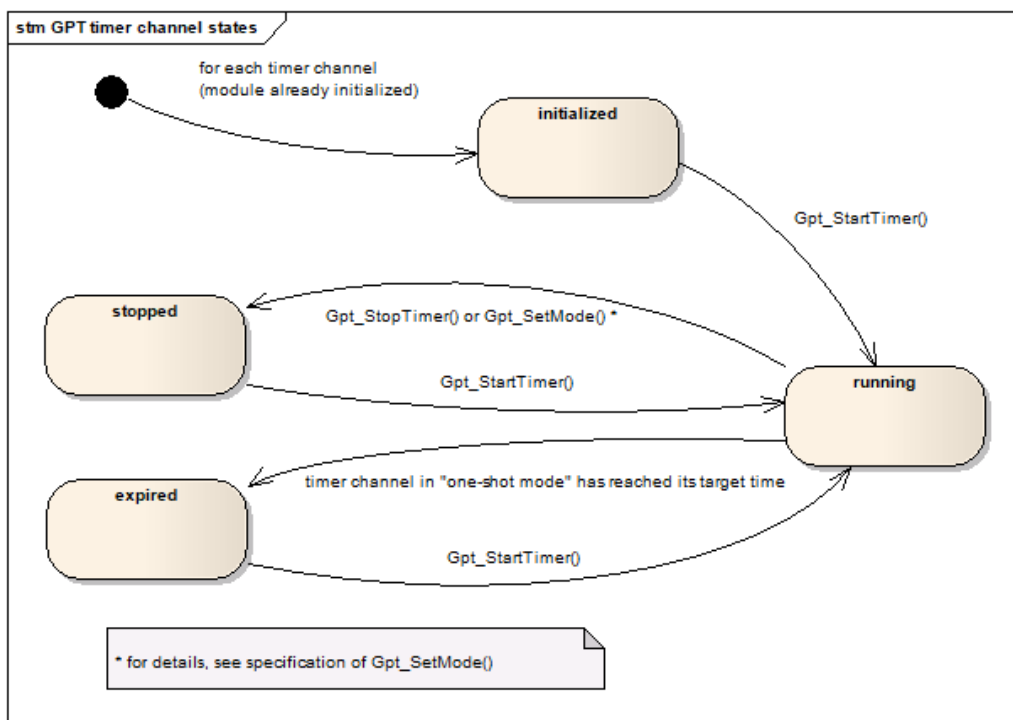 stm GPT timer channel states
for each timer channel
(module already initialized)
initialized
Gpt_StartTimer()
stopped
Gpt_StopTimer() or Gpt_SetMode() *
Gpt_StartTimer()
running
expired
timer channel in "one-shot mode" has reached its target time
Gpt_StartTimer()
* for details, see specification of Gpt_SetMode()